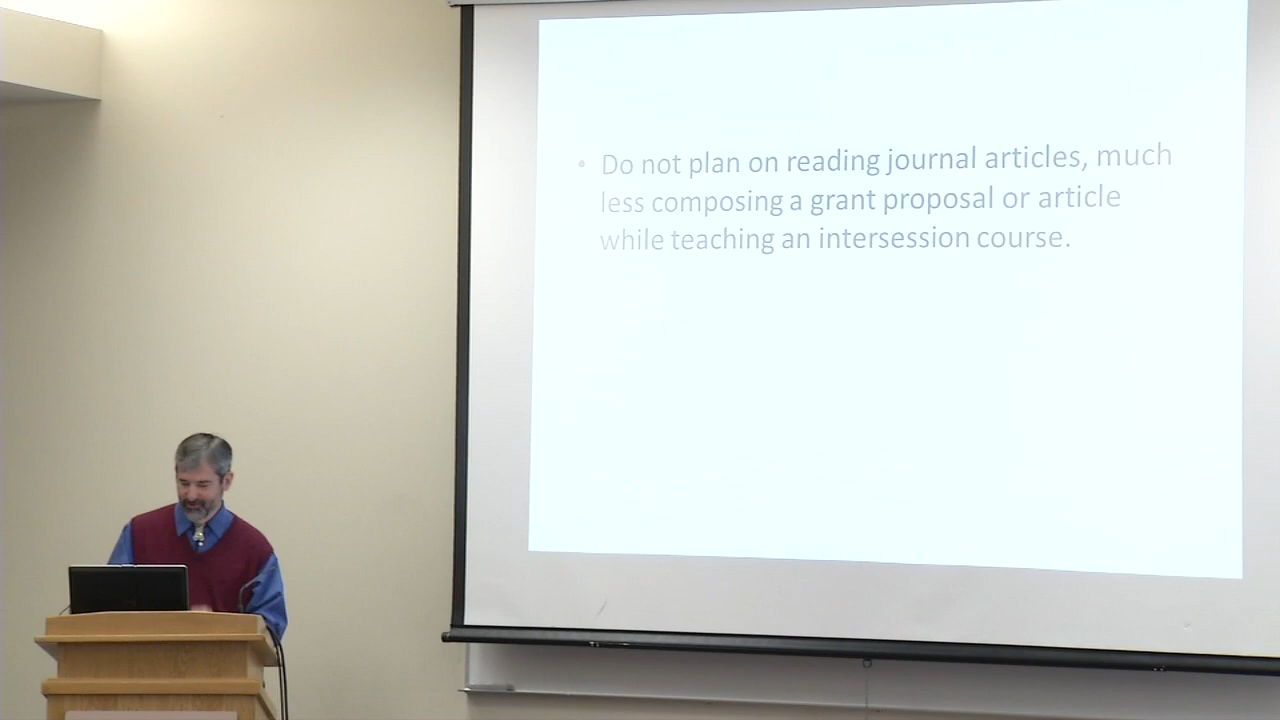 • Do not plan on reading journal articles, much
less composing a grant proposal or article
while teaching an intersession course.